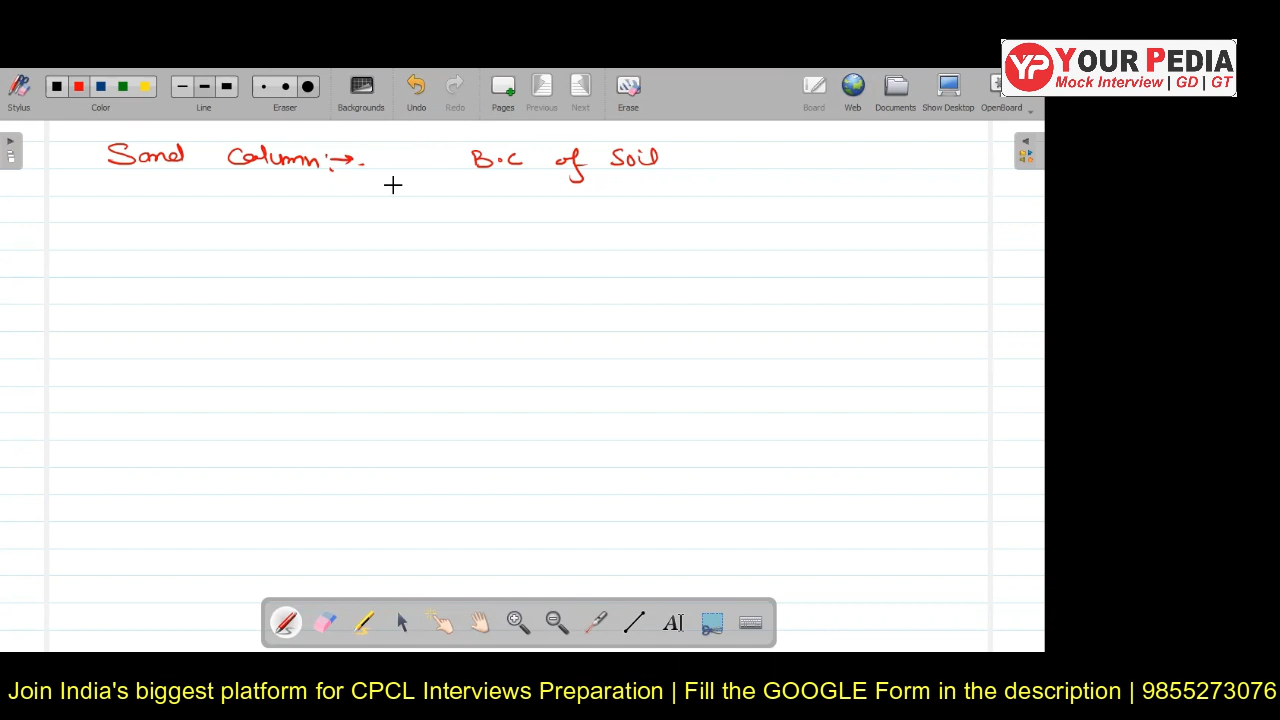 YP YOUR PEDIA
Mock Interview | GD | GT
Stylus Color Line Eraser Backgrounds Undo Redo Pages Previous Next Erase Board Web Documents Show Desktop OpenBoard
Sand Column:→. B.C of Soil
AI
Join India's biggest platform for CPCL Interviews Preparation | Fill the GOOGLE Form in the description | 9855273076